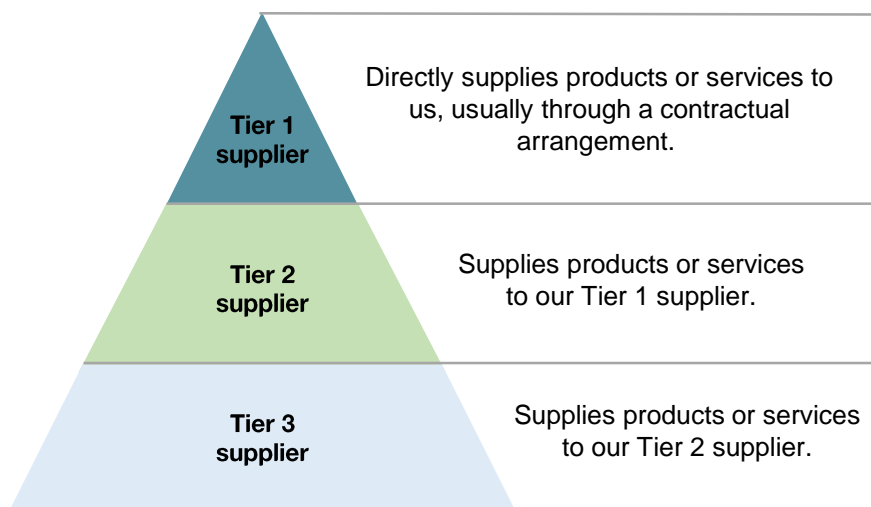 Tier 1
supplier
Directly supplies products or services to
us, usually through a contractual
arrangement.
Tier 2
supplier
Supplies products or services
to our Tier 1 supplier.
Tier 3
supplier
Supplies products or services
to our Tier 2 supplier.